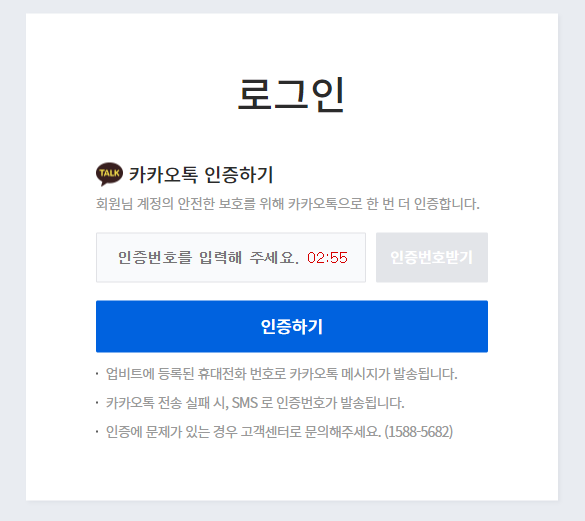 로그인
TALK 카카오톡 인증하기
회원님 계정의 안전한 보호를 위해 카카오톡으로 한 번 더 인증합니다.
인증번호를 입력해 주세요. 02:55 인증번호받기
인증하기
· 업비트에 등록된 휴대전화 번호로 카카오톡 메시지가 발송됩니다.
· 카카오톡 전송 실패 시, SMS 로 인증번호가 발송됩니다.
· 인증에 문제가 있는 경우 고객센터로 문의해주세요. (1588-5682)